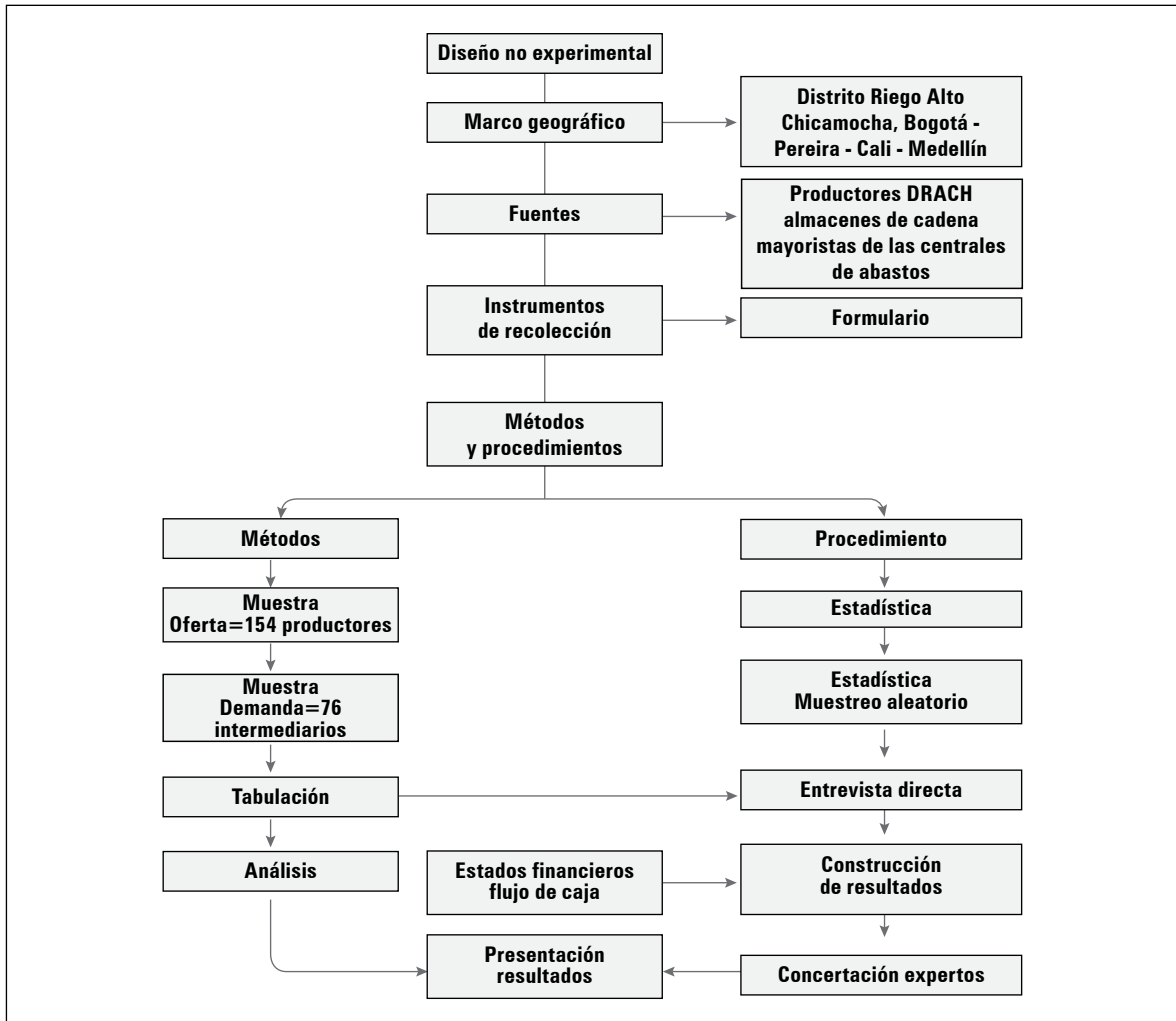 Diseño no experimental
Marco geográfico
Distrito Riego Alto
Chicamocha, Bogotá -
Pereira - Cali - Medellín
Fuentes
Productores DRACH
almacenes de cadena
mayoristas de las centrales
de abastos
Instrumentos
de recolección
Formulario
Métodos
y procedimientos
Métodos
Procedimiento
Muestra
Oferta=154 productores
Estadística
Muestra
Demanda=76
intermediarios
Estadística
Muestreo aleatorio
Tabulación
Entrevista directa
Análisis
Estados financieros
flujo de caja
Construcción
de resultados
Presentación
resultados
Concertación expertos